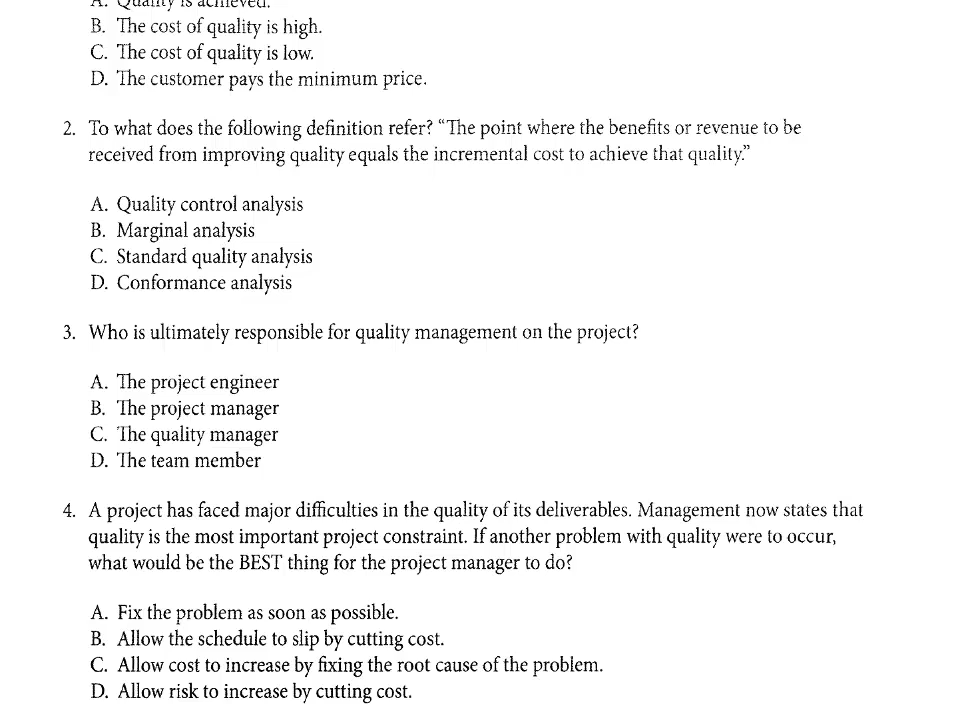 A. Quality is achieved.
B. The cost of quality is high.
C. The cost of quality is low.
D. The customer pays the minimum price.
2. To what does the following definition refer? “The point where the benefits or revenue to be
received from improving quality equals the incremental cost to achieve that quality.”
A. Quality control analysis
B. Marginal analysis
C. Standard quality analysis
D. Conformance analysis
3. Who is ultimately responsible for quality management on the project?
A. The project engineer
B. The project manager
C. The quality manager
D. The team member
4. A project has faced major difficulties in the quality of its deliverables. Management now states that
quality is the most important project constraint. If another problem with quality were to occur,
what would be the BEST thing for the project manager to do?
A. Fix the problem as soon as possible.
B. Allow the schedule to slip by cutting cost.
C. Allow cost to increase by fixing the root cause of the problem.
D. Allow risk to increase by cutting cost.